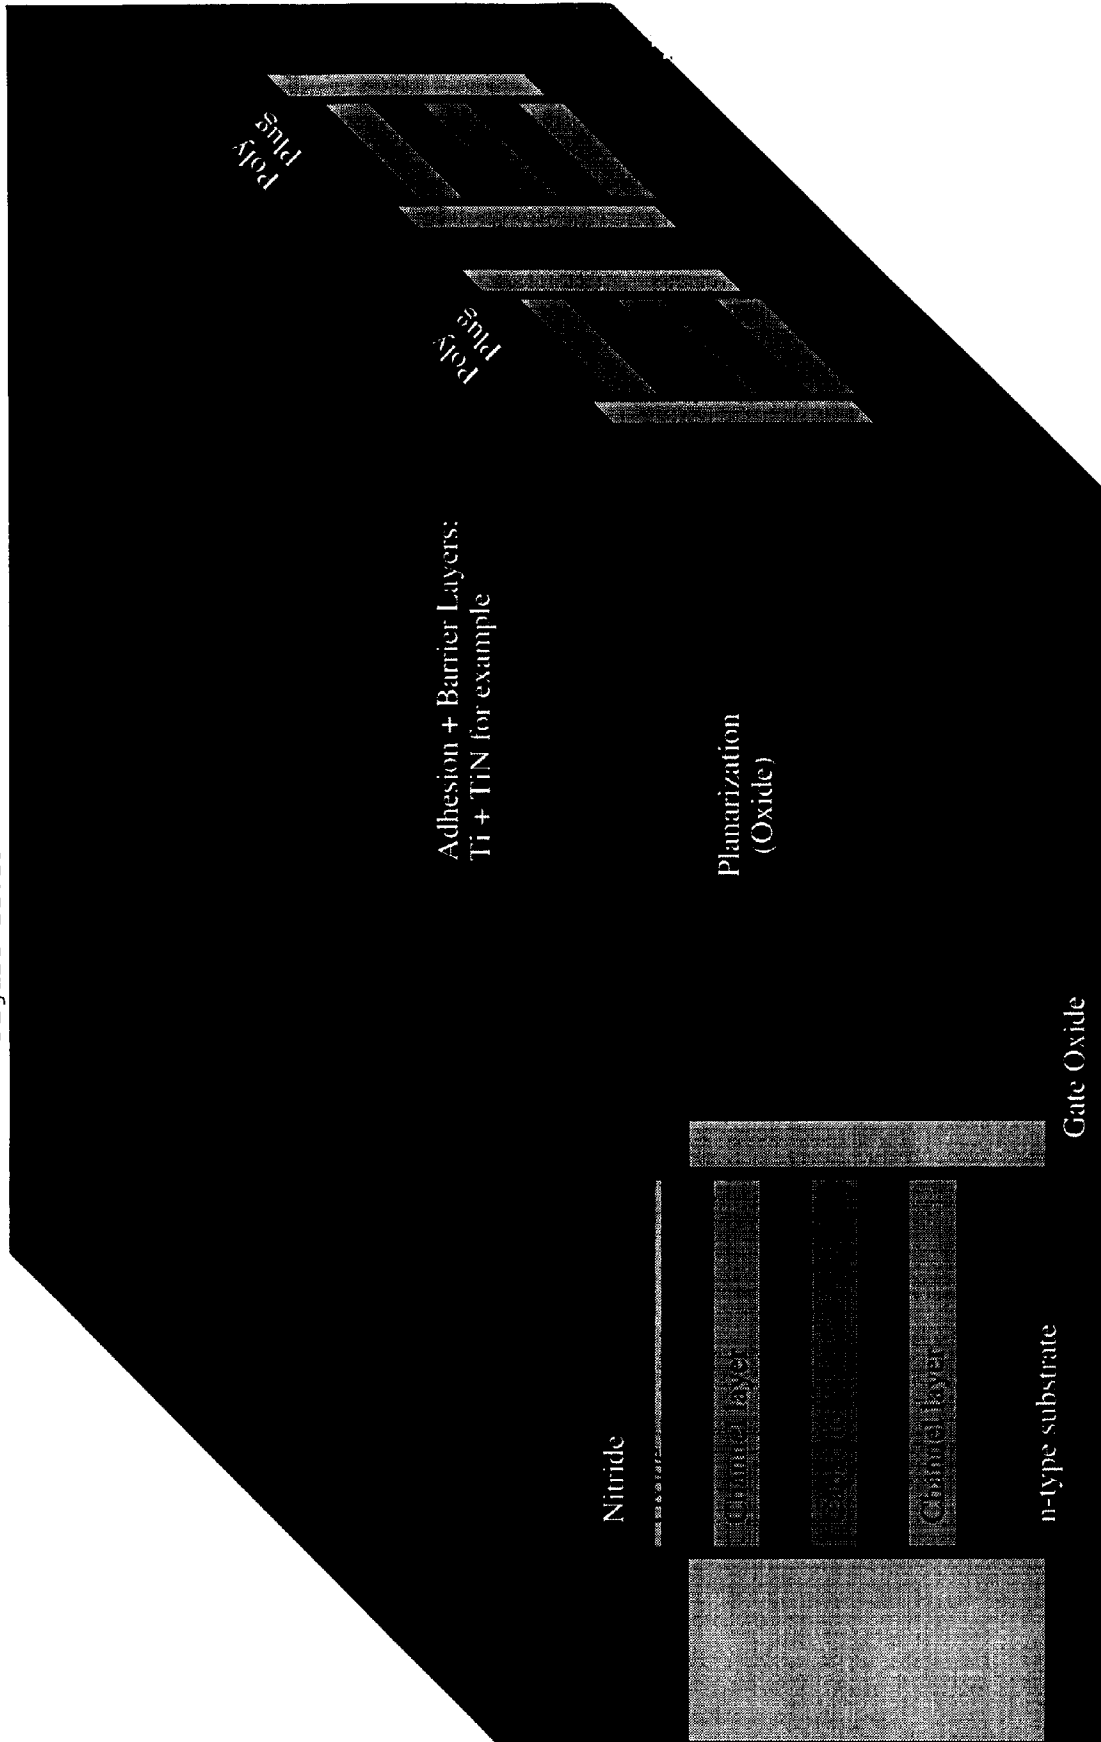 Poly
Plug
Poly
Plug
Adhesion + Barrier Layers:
Ti + TiN for example
Planarization
(Oxide)
Nitride
Channel Layer
Channel Layer
n-type substrate
Gate Oxide